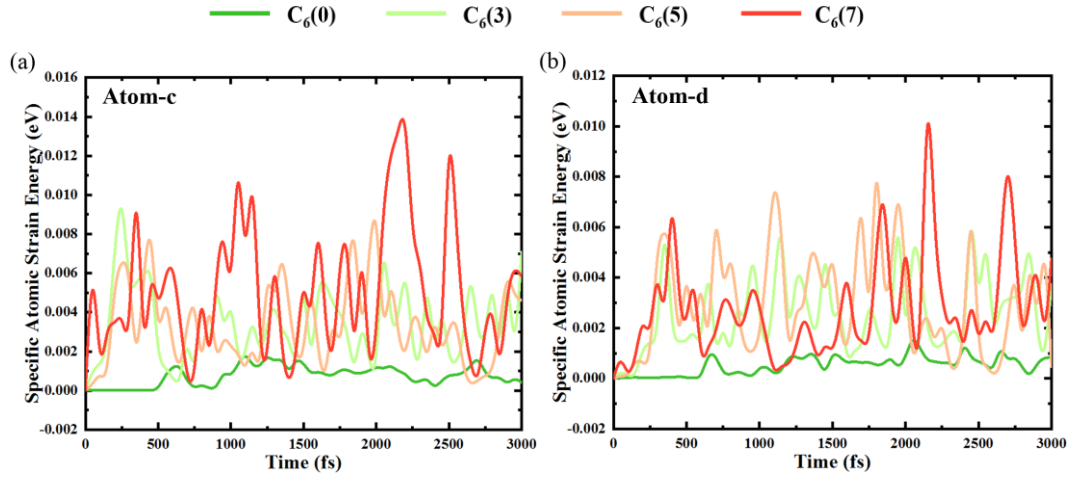 C₆(0) C₆(3) C₆(5) C₆(7)
(a)
Atom-c
Specific Atomic Strain Energy (eV)
0.016
0.014
0.012
0.010
0.008
0.006
0.004
0.002
0.000
-0.002
0 500 1000 1500 2000 2500 3000
Time (fs)
(b)
Atom-d
Specific Atomic Strain Energy (eV)
0.012
0.010
0.008
0.006
0.004
0.002
0.000
-0.002
0 500 1000 1500 2000 2500 3000
Time (fs)